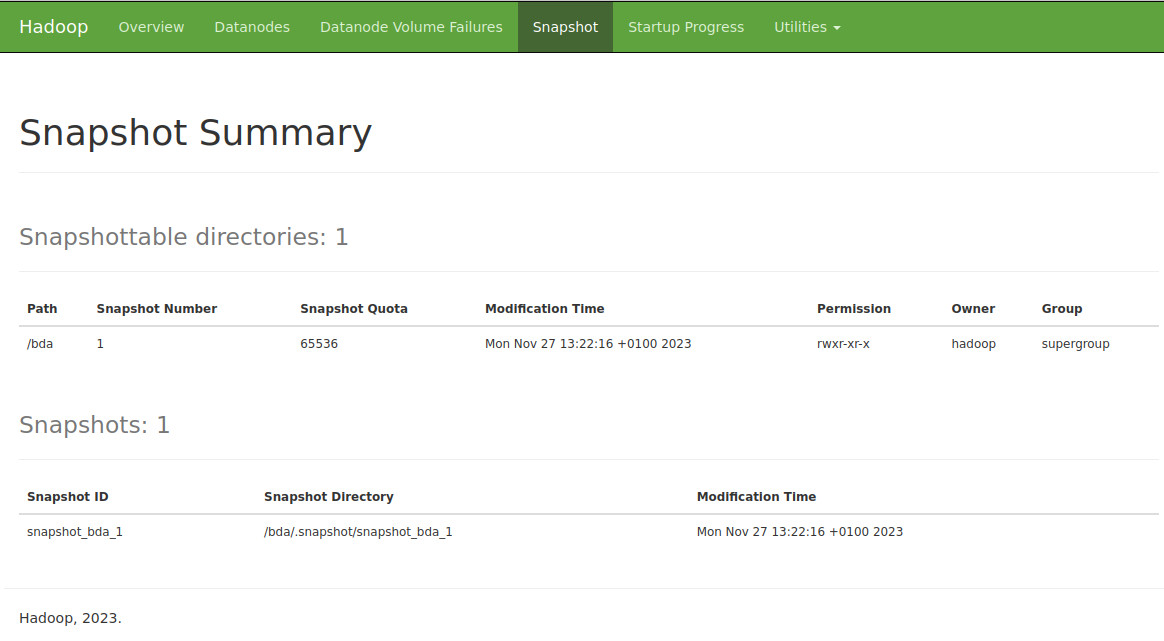 Hadoop Overview Datanodes Datanode Volume Failures Snapshot Startup Progress Utilities
Snapshot Summary
Snapshottable directories: 1
Path Snapshot Number Snapshot Quota Modification Time Permission Owner Group
/bda 1 65536 Mon Nov 27 13:22:16 +0100 2023 rwxr-xr-x hadoop supergroup
Snapshots: 1
Snapshot ID Snapshot Directory Modification Time
snapshot_bda_1 /bda/.snapshot/snapshot_bda_1 Mon Nov 27 13:22:16 +0100 2023
Hadoop, 2023.